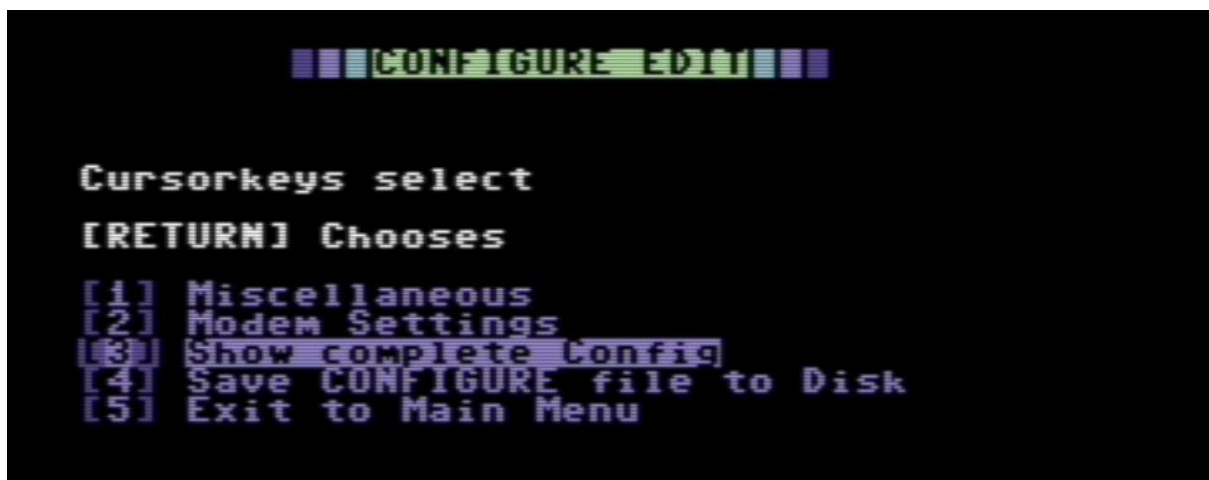 CONFIGURE EDIT
Cursorkeys select
[RETURN] Chooses
[1] Miscellaneous
[2] Modem Settings
[3] Show complete Config
[4] Save CONFIGURE file to Disk
[5] Exit to Main Menu